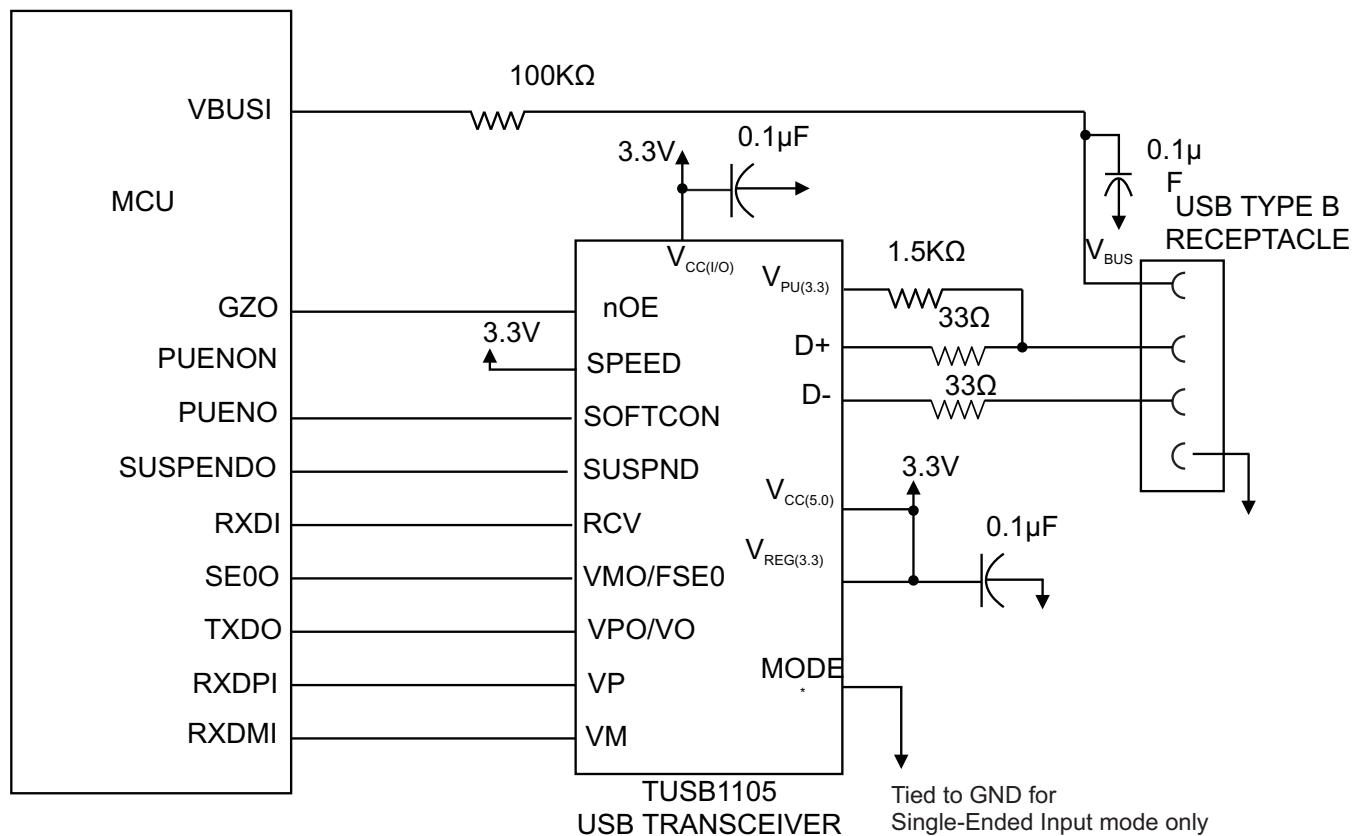 100KΩ
VBUSI
3.3V
0.1µF
0.1µ
F
MCU
USB TYPE B
RECEPTACLE
VCC(I/O)
VBUS
1.5KΩ
VPU(3.3)
GZO
nOE
33Ω
3.3V
D+
PUENON
SPEED
33Ω
D-
PUENO
SOFTCON
SUSPENDO
SUSPND
3.3V
VCC(5.0)
RXDI
RCV
0.1µF
VREG(3.3)
SE0O
VMO/FSE0
TXDO
VPO/VO
MODE
*
RXDPI
VP
RXDMI
VM
TUSB1105
USB TRANSCEIVER
Tied to GND for
Single-Ended Input mode only